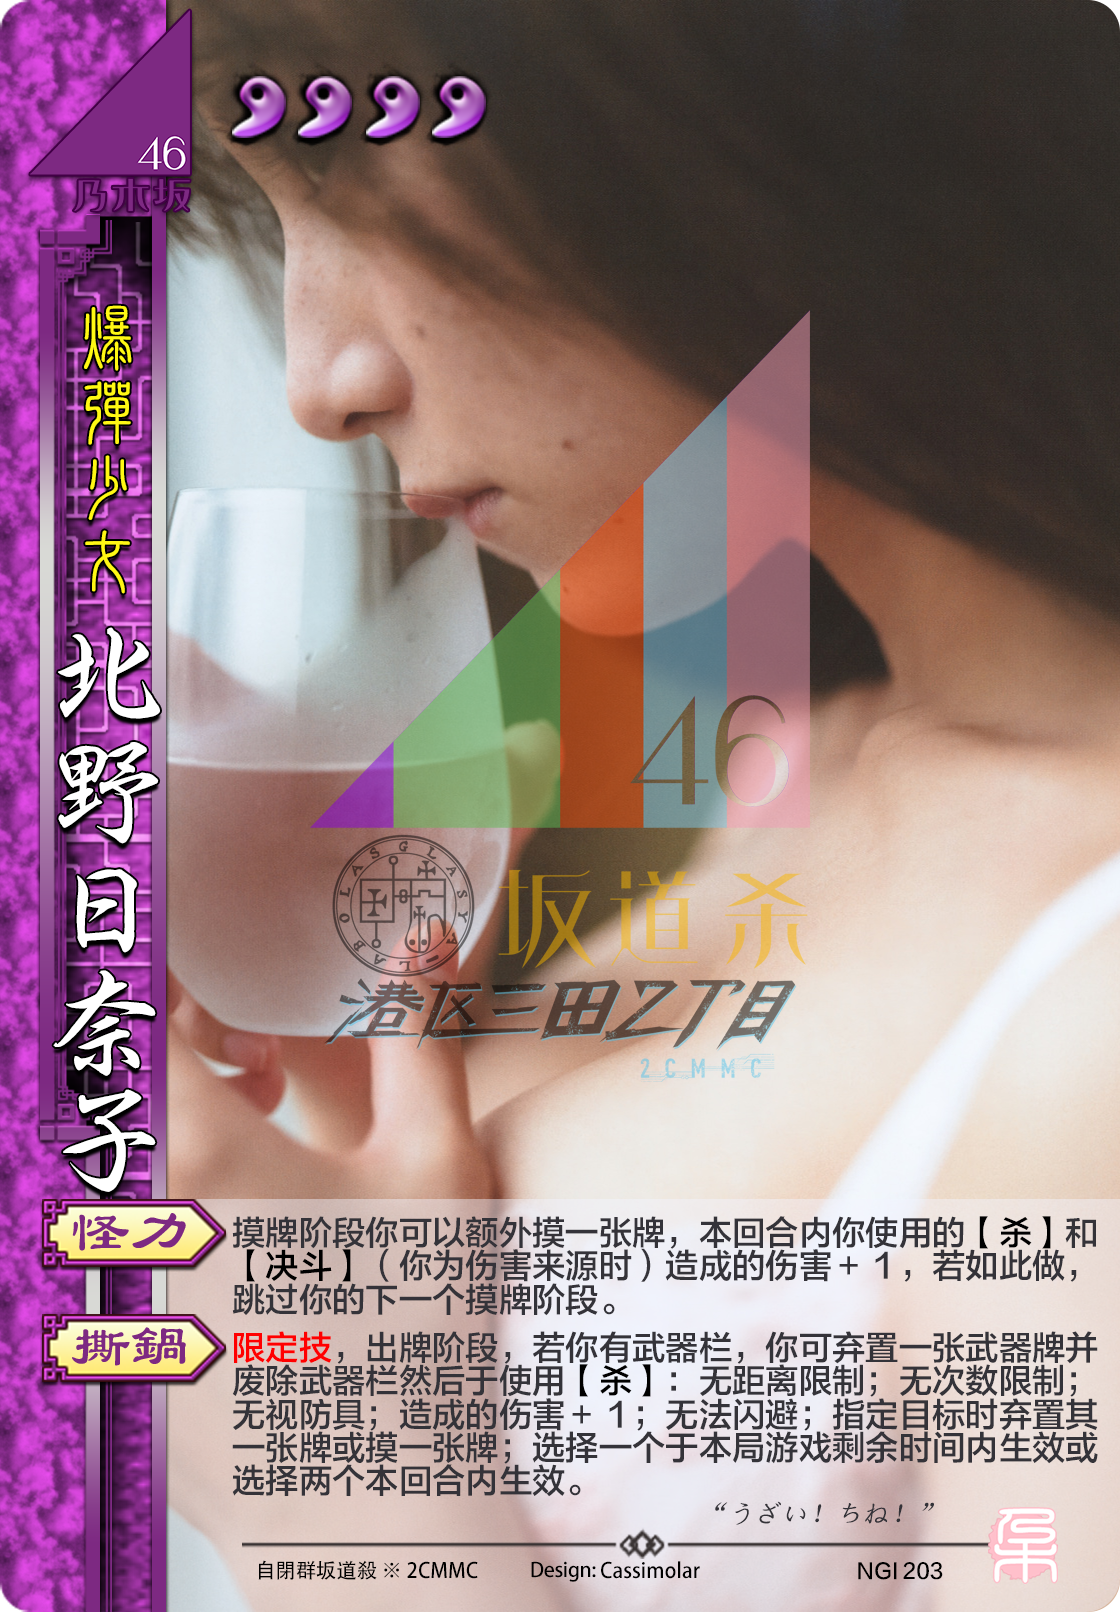 46
乃木坂
爆彈少女
北野日奈子
46
GLASYA-LABOLAS
坂道杀
港区三田乙丁目
2CMMC
怪力
摸牌阶段你可以额外摸一张牌，本回合内你使用的【杀】和
【决斗】（你为伤害来源时）造成的伤害+1，若如此做，
跳过你的下一个摸牌阶段。
撕鍋
限定技，出牌阶段，若你有武器栏，你可弃置一张武器牌并
废除武器栏然后于使用【杀】：无距离限制；无次数限制；
无视防具；造成的伤害+1；无法闪避；指定目标时弃置其
一张牌或摸一张牌；选择一个于本局游戏剩余时间内生效或
选择两个本回合内生效。
“うざい！ちね！”
自閉群坂道殺 ※ 2CMMC
Design: Cassimolar
NGI 203